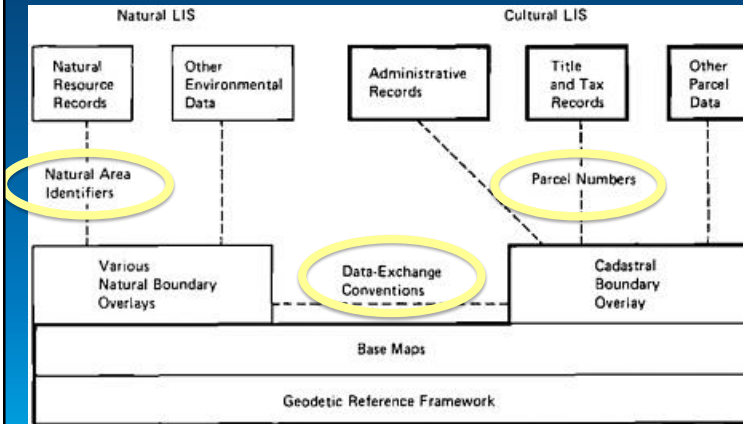 Natural LIS
Cultural LIS
Natural
Resource
Records
Other
Environmental
Data
Administrative
Records
Title
and Tax
Records
Other
Parcel
Data
Natural Area
Identifiers
Parcel Numbers
Various
Natural Boundary
Overlays
Data-Exchange
Conventions
Cadastral
Boundary
Overlay
Base Maps
Geodetic Reference Framework